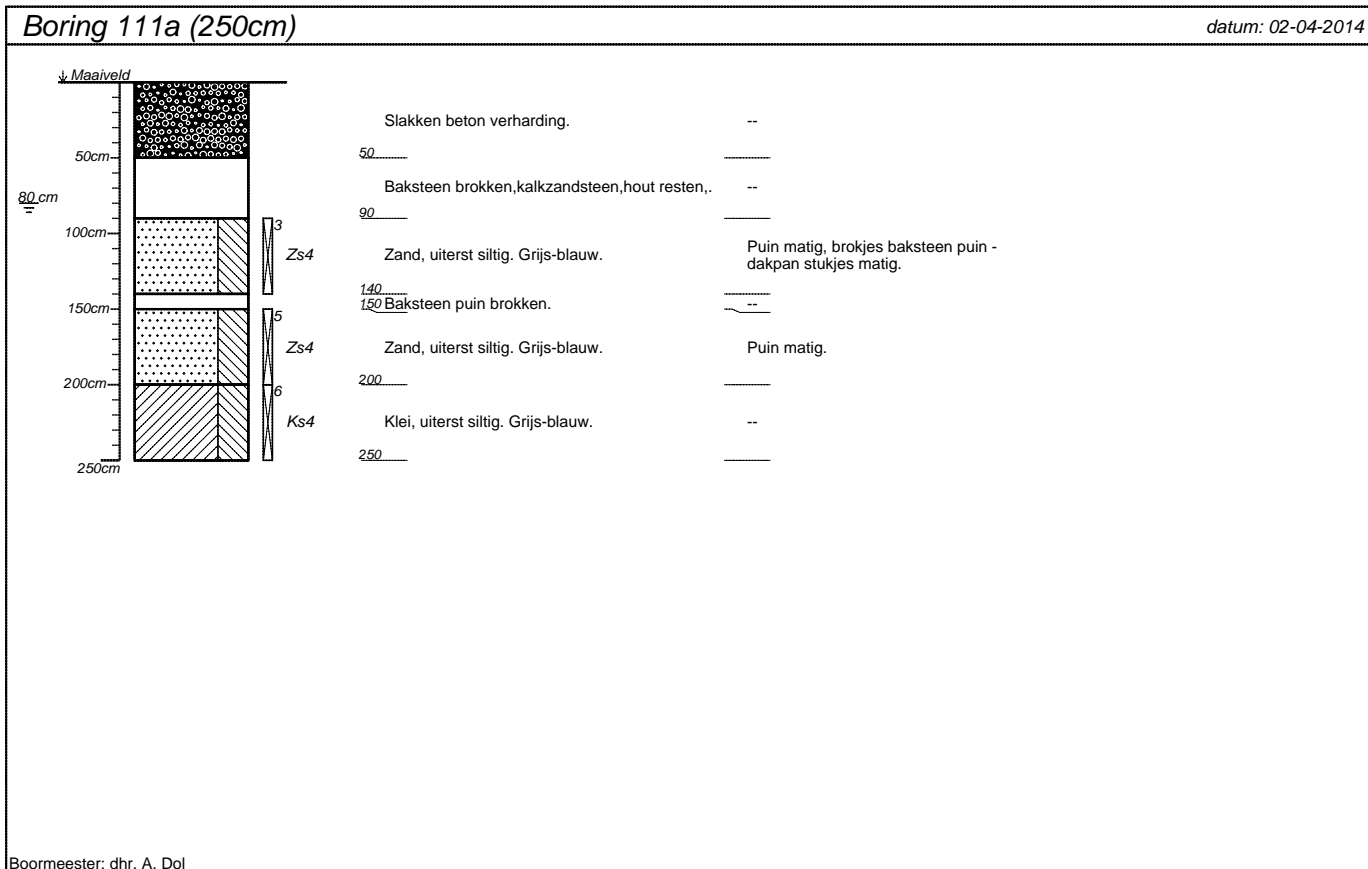 Boring 111a (250cm)
datum: 02-04-2014
Maaiveld
Slakken beton verharding.
--
50cm
50
80 cm
Baksteen brokken,kalkzandsteen,hout resten,.
--
90
100cm
3
Zs4
Zand, uiterst siltig. Grijs-blauw.
Puin matig, brokjes baksteen puin -
dakpan stukjes matig.
140
150cm
150
Baksteen puin brokken.
--
5
Zs4
Zand, uiterst siltig. Grijs-blauw.
Puin matig.
200cm
200
6
Ks4
Klei, uiterst siltig. Grijs-blauw.
--
250cm
250
Boormeester: dhr. A. Dol